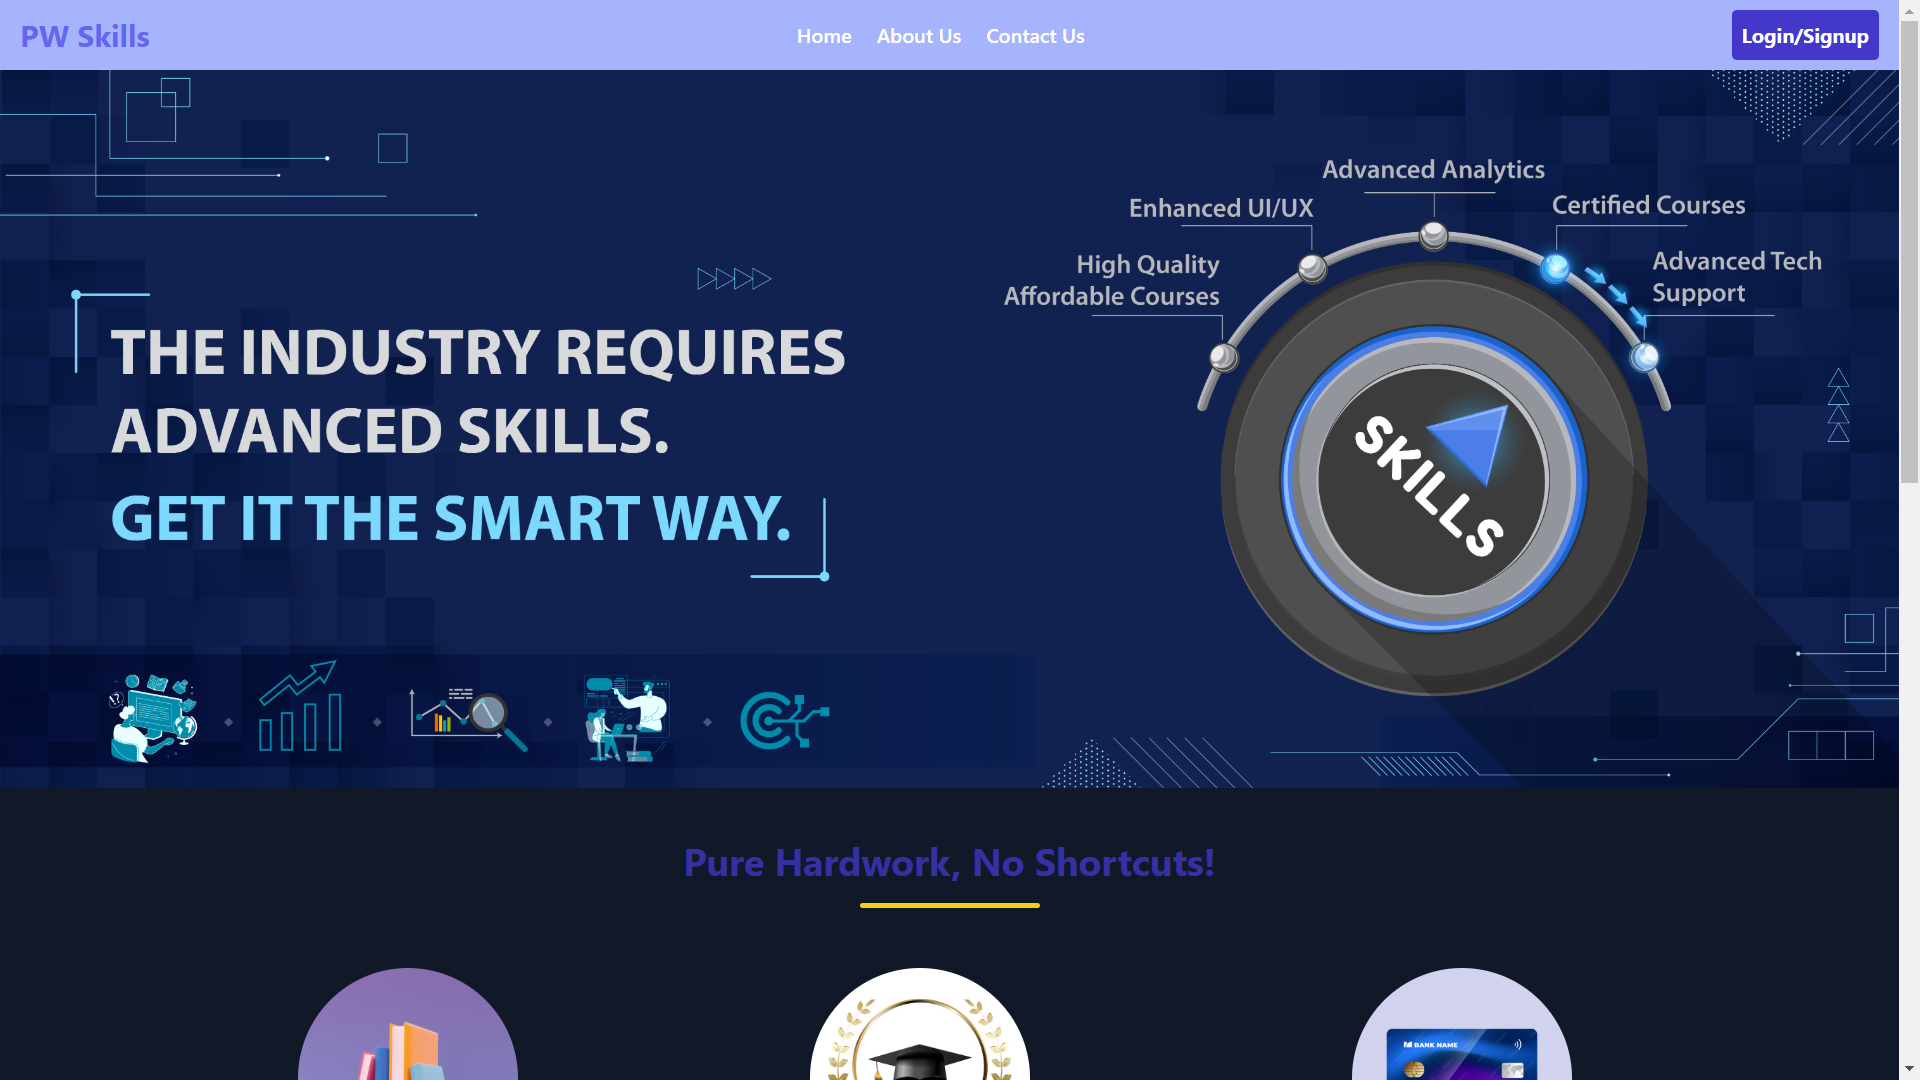 PW Skills
Home
About Us
Contact Us
Login/Signup
Advanced Analytics
Enhanced UI/UX
Certified Courses
High Quality
Affordable Courses
Advanced Tech
Support
THE INDUSTRY REQUIRES
ADVANCED SKILLS.
GET IT THE SMART WAY.
SKILLS
Pure Hardwork, No Shortcuts!
BANK NAME